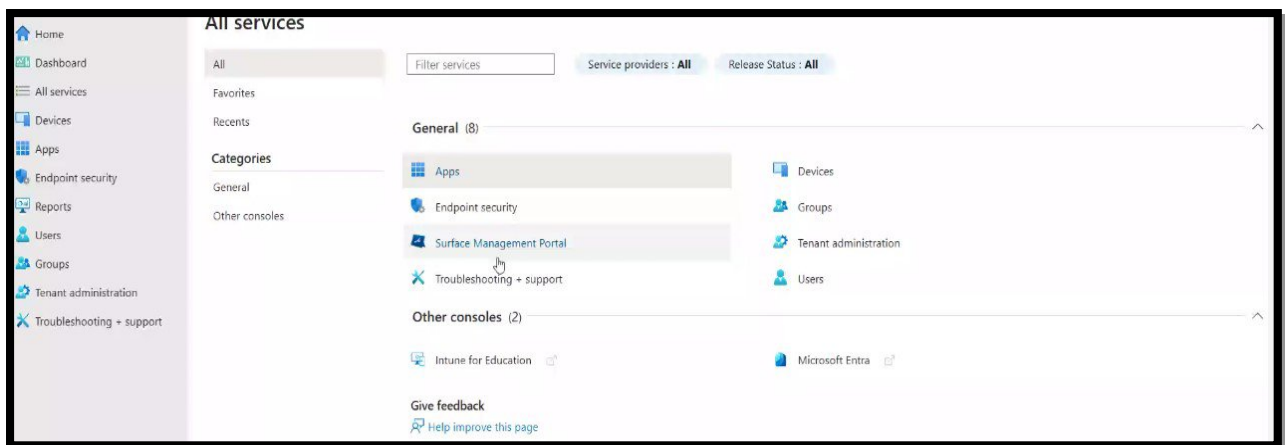 All services
Home
Dashboard
All services
Devices
Apps
Endpoint security
Reports
Users
Groups
Tenant administration
Troubleshooting + support
All
Favorites
Recents
Categories
General
Other consoles
Filter services
Service providers : All
Release Status : All
General (8)
Apps
Devices
Endpoint security
Groups
Surface Management Portal
Tenant administration
Troubleshooting + support
Users
Other consoles (2)
Intune for Education
Microsoft Entra
Give feedback
Help improve this page